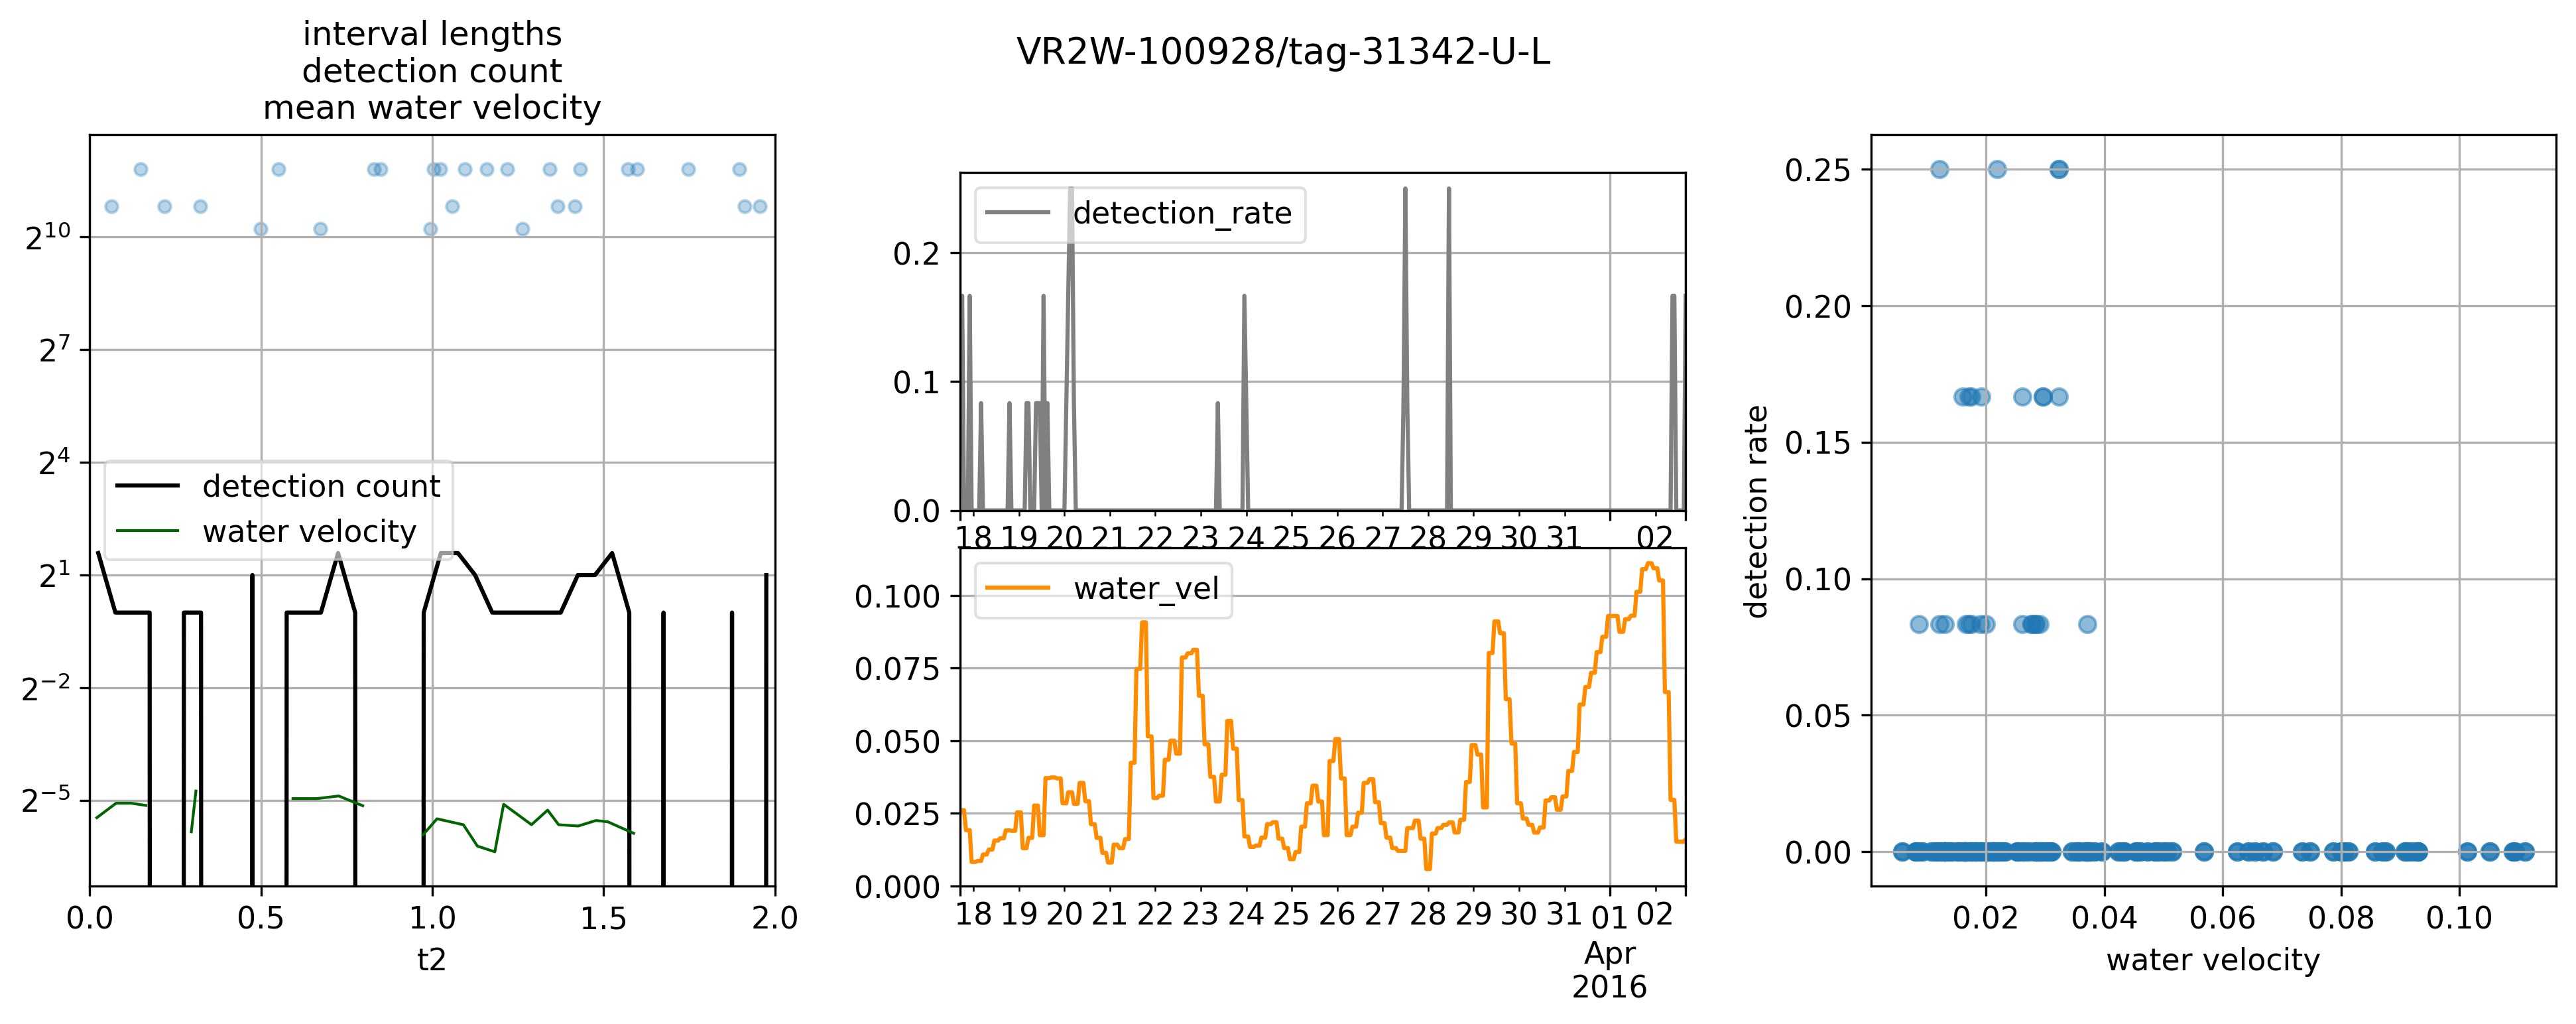 interval lengths
detection count
mean water velocity
VR2W-100928/tag-31342-U-L
2^10
2^7
2^4
2^1
2^-2
2^-5
detection count
water velocity
0.0 0.5 1.0 1.5 2.0
t2
0.2
0.1
0.0
detection_rate
18 19 20 21 22 23 24 25 26 27 28 29 30 31 02
0.100
0.075
0.050
0.025
0.000
water_vel
18 19 20 21 22 23 24 25 26 27 28 29 30 31 01 02
Apr
2016
0.25
0.20
0.15
0.10
0.05
0.00
detection rate
0.02 0.04 0.06 0.08 0.10
water velocity